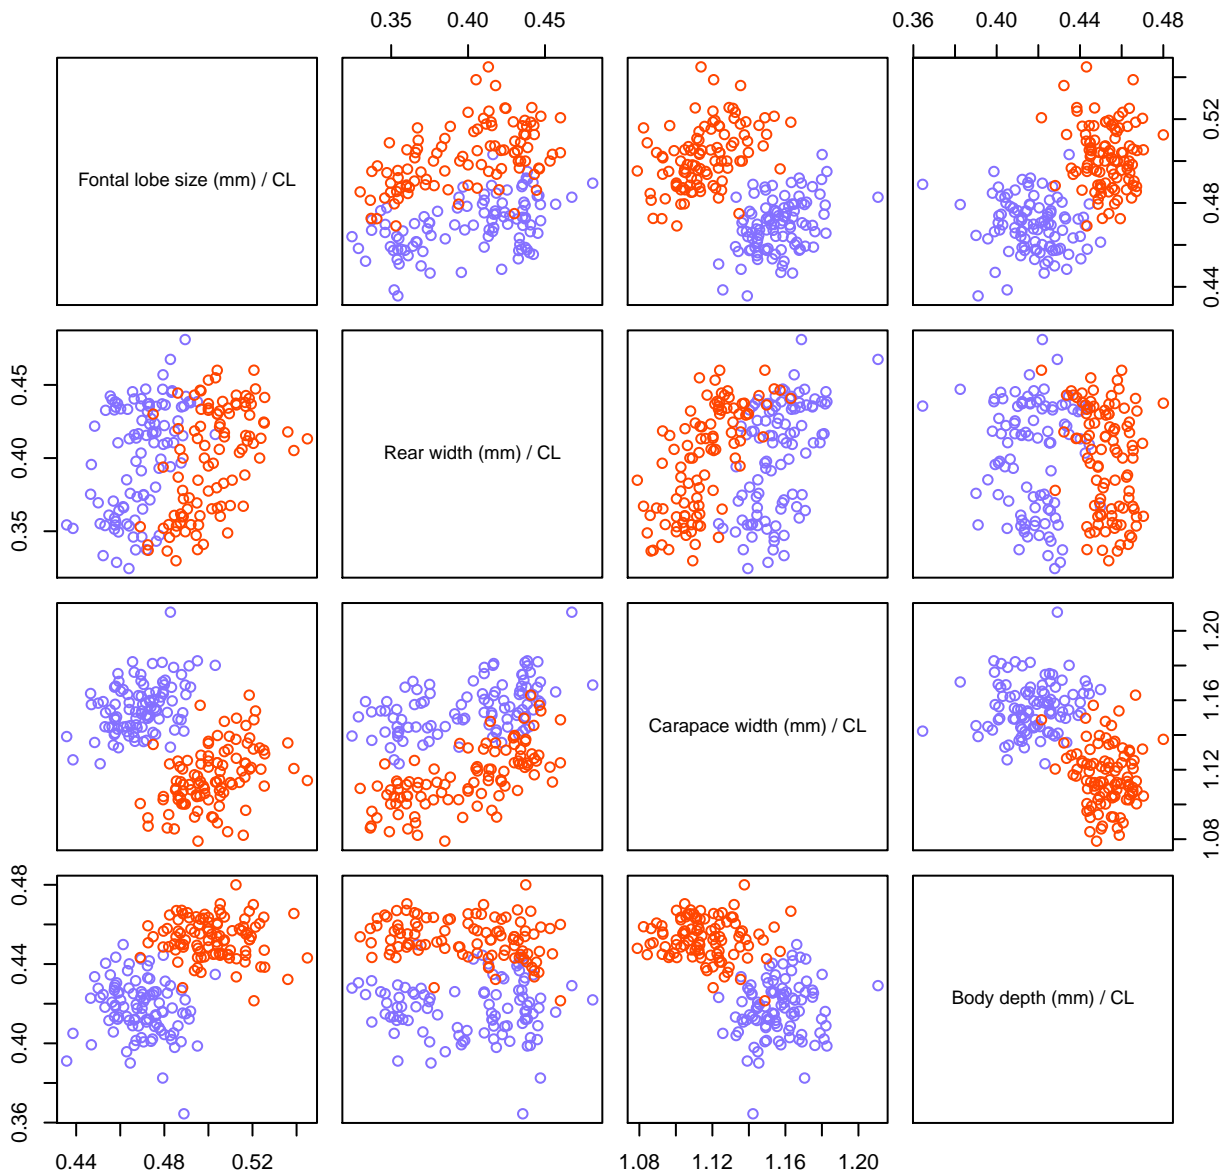 0.35 0.40 0.45 0.36 0.40 0.44 0.48
Fontal lobe size (mm) / CL
0.44 0.48 0.52
0.35 0.40 0.45
Rear width (mm) / CL
Carapace width (mm) / CL
1.08 1.12 1.16 1.20
0.36 0.40 0.44 0.48
Body depth (mm) / CL
0.44 0.48 0.52 1.08 1.12 1.16 1.20